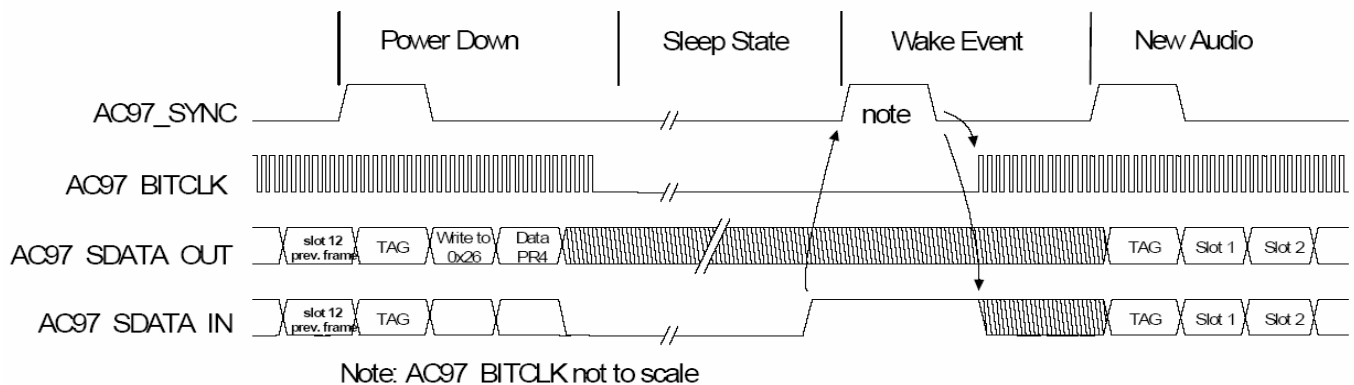 Power Down Sleep State Wake Event New Audio
AC97_SYNC note
AC97 BITCLK
AC97 SDATA OUT slot 12 prev. frame TAG Write to 0x26 Data PR4 TAG Slot 1 Slot 2
AC97 SDATA IN slot 12 prev. frame TAG TAG Slot 1 Slot 2
Note: AC97 BITCLK not to scale